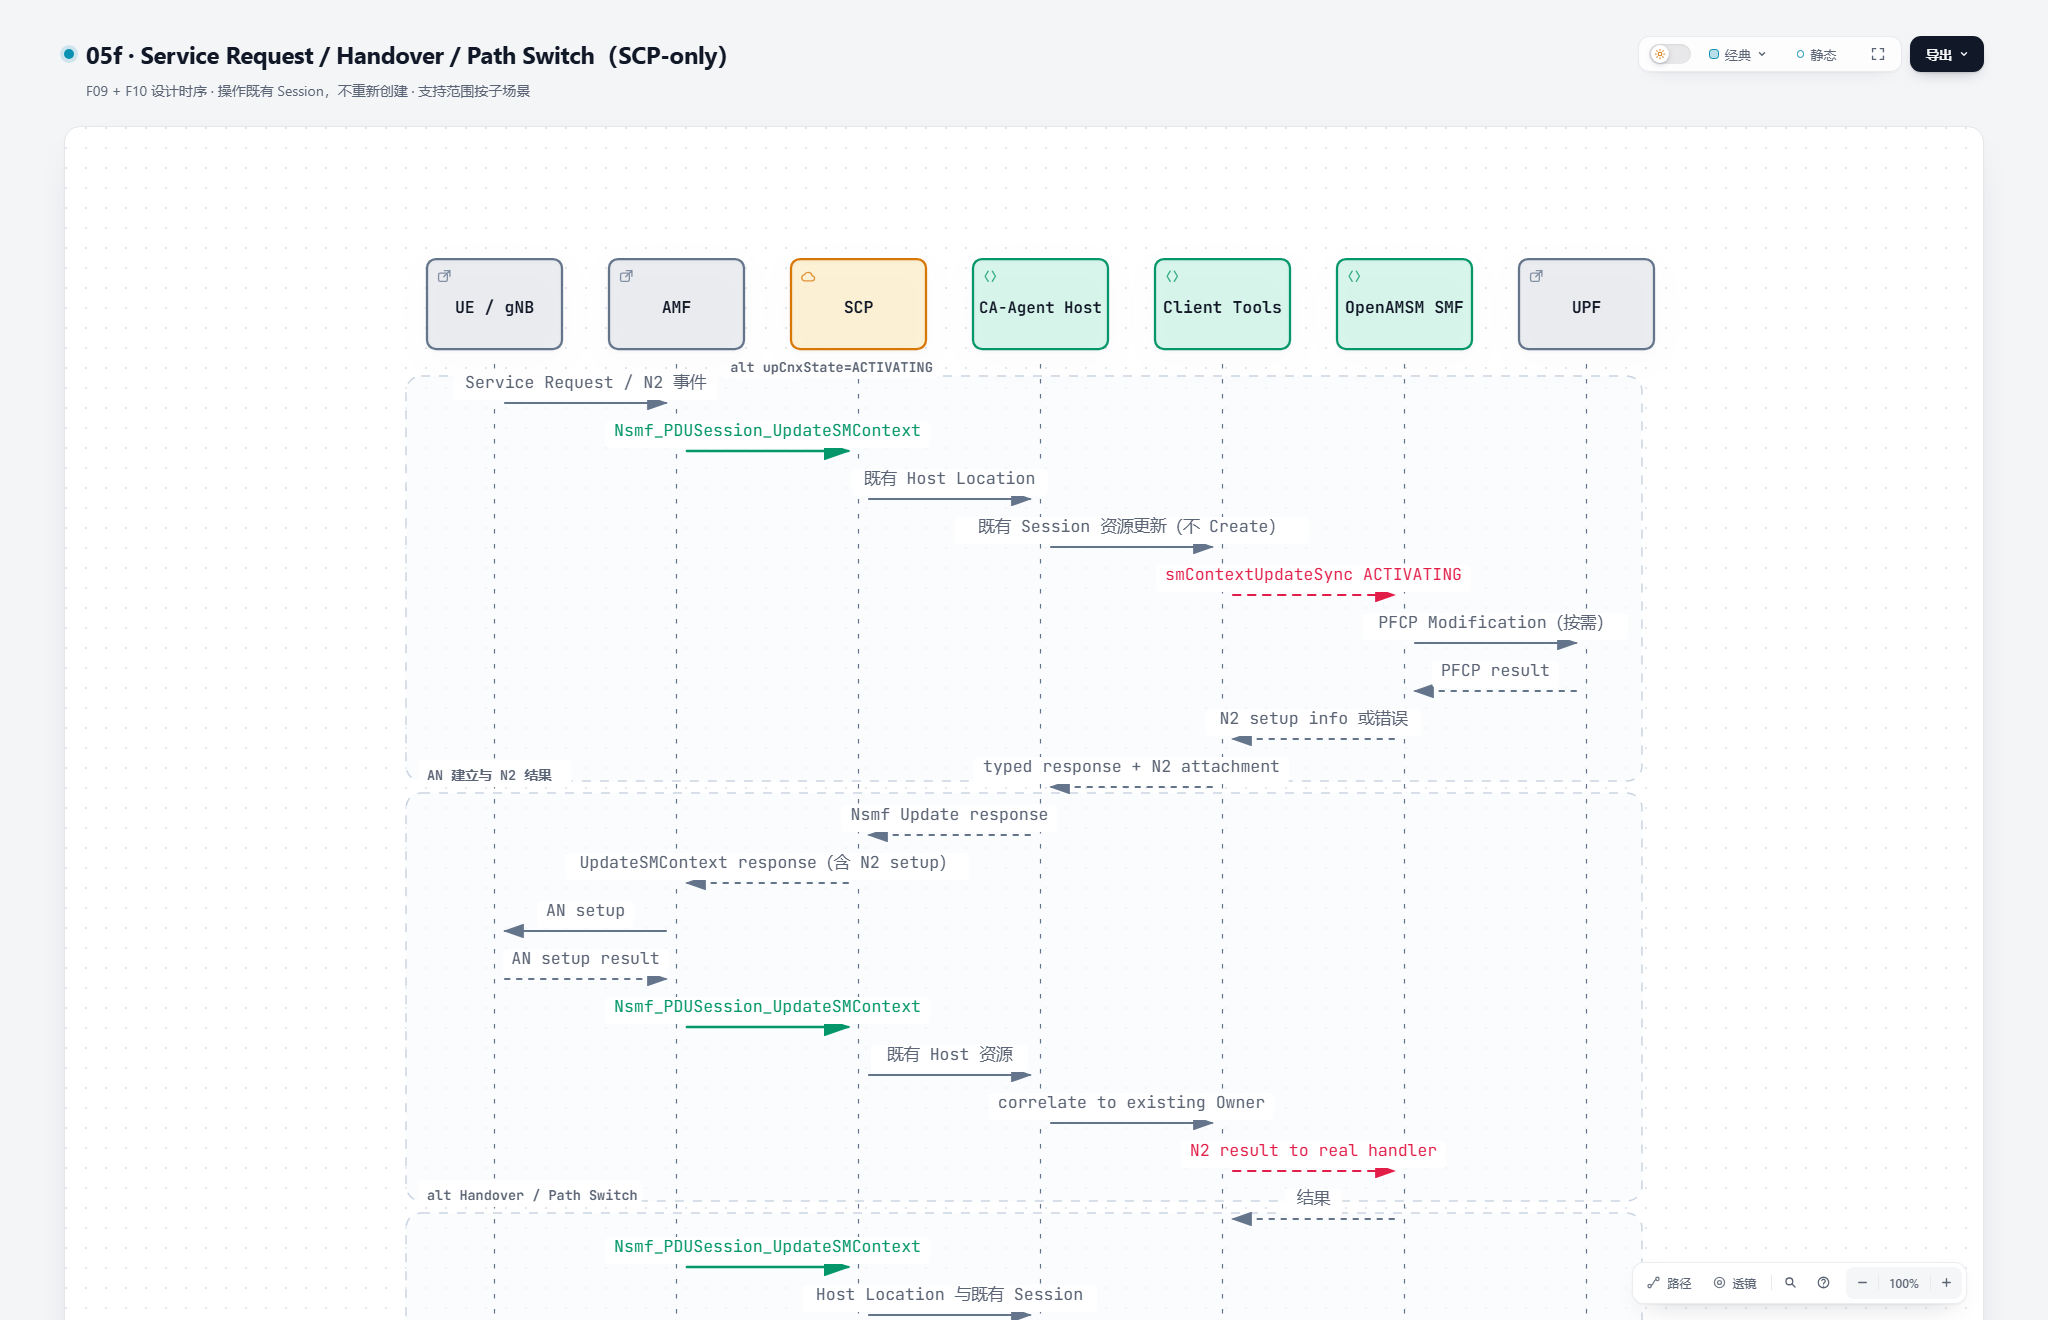 05f · Service Request / Handover / Path Switch（SCP-only）
F09 + F10 设计时序 · 操作既有 Session，不重新创建 · 支持范围按子场景
经典
静态
导出
UE / gNB
AMF
SCP
CA-Agent Host
Client Tools
OpenAMSM SMF
UPF
alt upCnxState=ACTIVATING
Service Request / N2 事件
Nsmf_PDUSession_UpdateSMContext
既有 Host Location
既有 Session 资源更新（不 Create）
smContextUpdateSync ACTIVATING
PFCP Modification（按需）
PFCP result
N2 setup info 或错误
typed response + N2 attachment
AN 建立与 N2 结果
Nsmf Update response
UpdateSMContext response（含 N2 setup）
AN setup
AN setup result
Nsmf_PDUSession_UpdateSMContext
既有 Host 资源
correlate to existing Owner
N2 result to real handler
alt Handover / Path Switch
结果
Nsmf_PDUSession_UpdateSMContext
Host Location 与既有 Session
路径
透镜
− 100% +